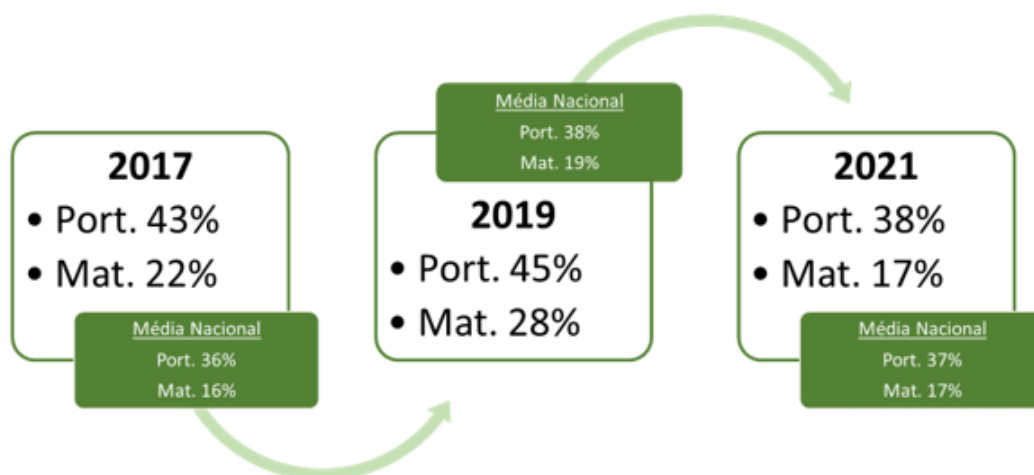 2017
• Port. 43%
• Mat. 22%
Média Nacional
Port. 36%
Mat. 16%
Média Nacional
Port. 38%
Mat. 19%
2019
• Port. 45%
• Mat. 28%
2021
• Port. 38%
• Mat. 17%
Média Nacional
Port. 37%
Mat. 17%